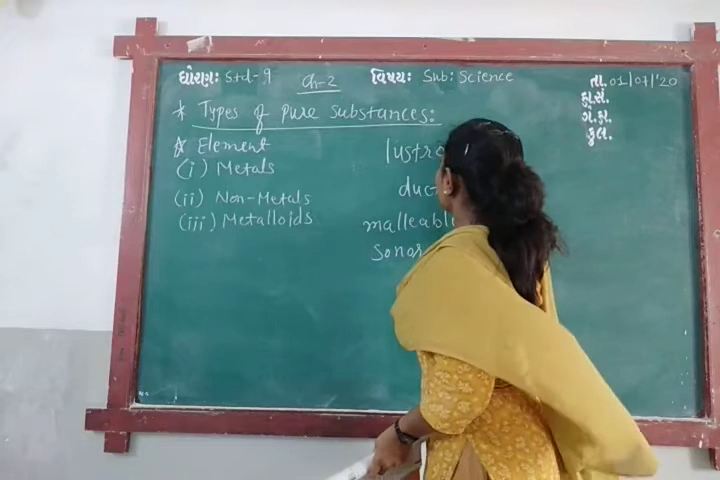 ધોરણ: Std-9 Ch-2 વિષય: Sub: Science તા. 01/07/'20
ફા.સં.
ગે.ફા.
કુલ.
* Types of Pure Substances:
* Element
(i) Metals
(ii) Non-Metals
(iii) Metalloids
lustro
duc
malleabl
Sonor